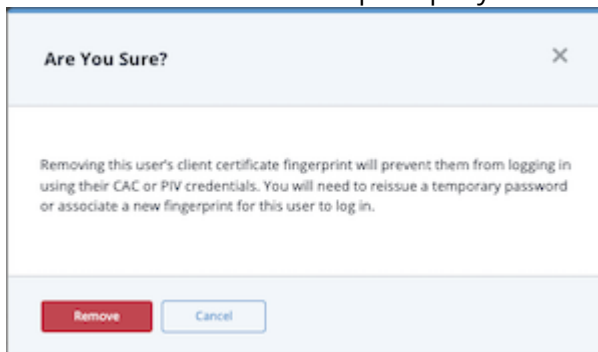 Are You Sure?
Removing this user's client certificate fingerprint will prevent them from logging in
using their CAC or PIV credentials. You will need to reissue a temporary password
or associate a new fingerprint for this user to log in.
Remove Cancel